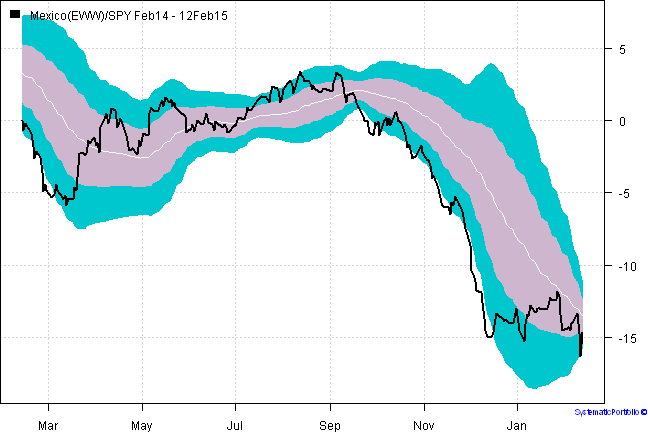 Mexico(EWW)/SPY Feb14 - 12Feb15
5
0
-5
-10
-15
Mar May Jul Sep Nov Jan
SystematicPortfolio ©